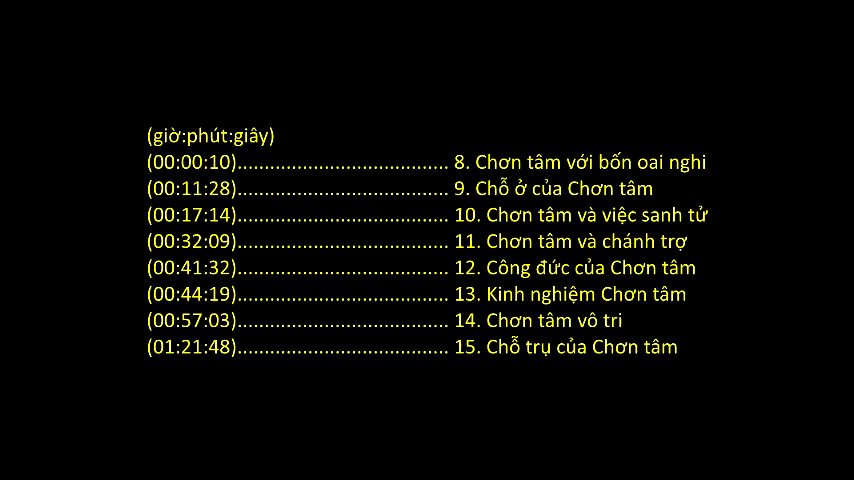 (giờ:phút:giây)
(00:00:10)....................................... 8. Chơn tâm với bốn oai nghi
(00:11:28)....................................... 9. Chỗ ở của Chơn tâm
(00:17:14)....................................... 10. Chơn tâm và việc sanh tử
(00:32:09)....................................... 11. Chơn tâm và chánh trợ
(00:41:32)....................................... 12. Công đức của Chơn tâm
(00:44:19)....................................... 13. Kinh nghiệm Chơn tâm
(00:57:03)....................................... 14. Chơn tâm vô tri
(01:21:48)....................................... 15. Chỗ trụ của Chơn tâm